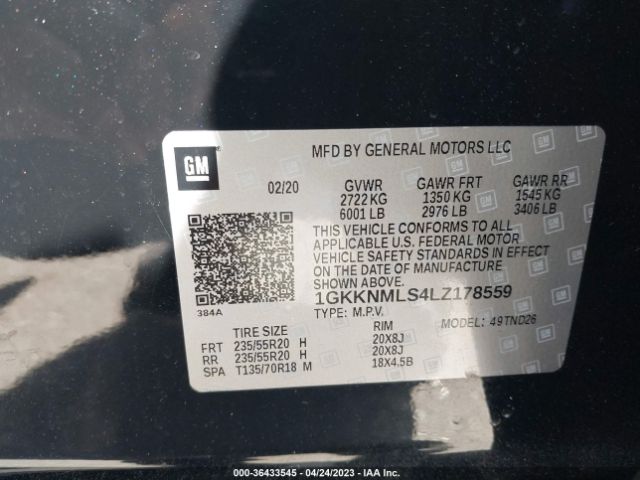 GM
MFD BY GENERAL MOTORS LLC
02/20 GVWR GAWR FRT GAWR RR
2722 KG 1350 KG 1545 KG
6001 LB 2976 LB 3406 LB
THIS VEHICLE CONFORMS TO ALL
APPLICABLE U.S. FEDERAL MOTOR
VEHICLE SAFETY STANDARDS IN EFFECT
ON THE DATE OF MANUFACTURE
SHOWN ABOVE.
384A
1GKKNMLS4LZ178559
TYPE: M.P.V. MODEL: 49TND26
TIRE SIZE RIM
FRT 235/55R20 H 20X8J
RR 235/55R20 H 20X8J
SPA T135/70R18 M 18X4.5B
000-36433545 - 04/24/2023 - IAA Inc.